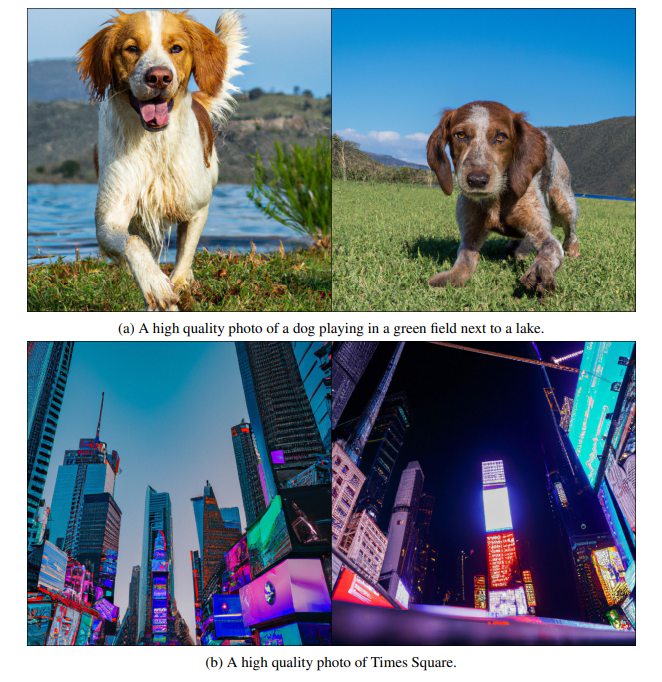 (a) A high quality photo of a dog playing in a green field next to a lake.
(b) A high quality photo of Times Square.